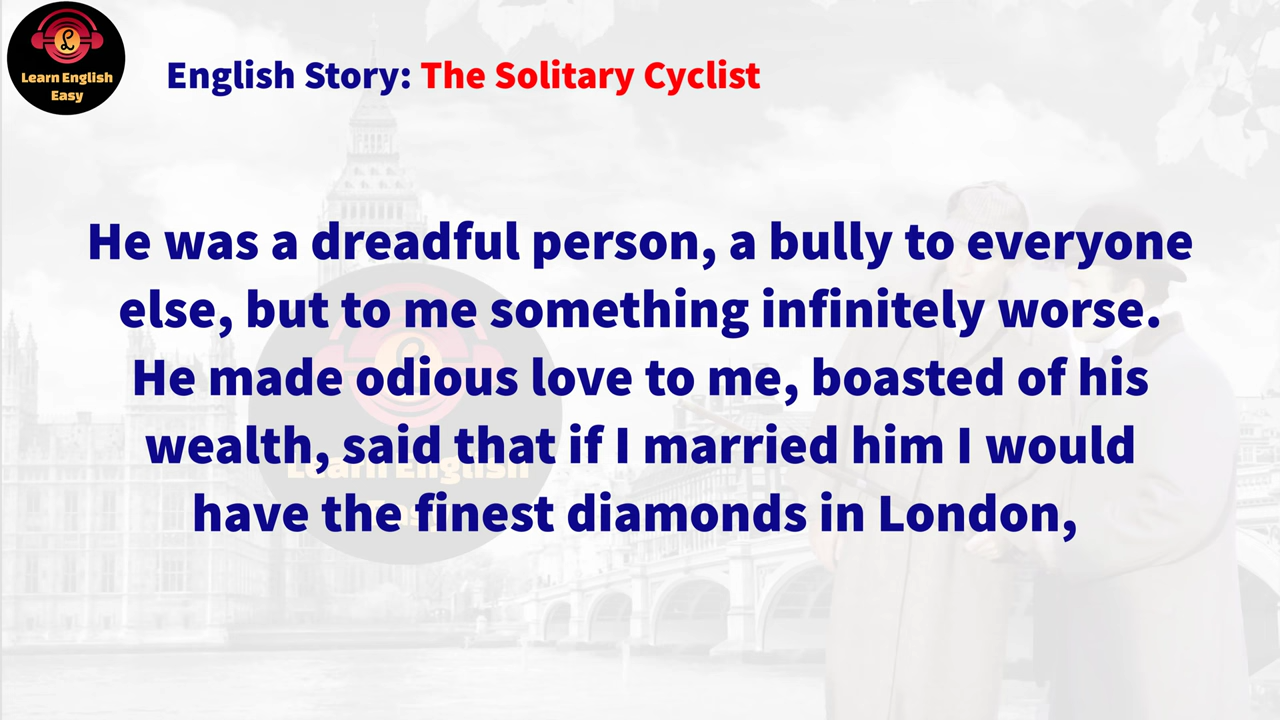 Learn English
Easy
English Story: The Solitary Cyclist
He was a dreadful person, a bully to everyone
else, but to me something infinitely worse.
He made odious love to me, boasted of his
wealth, said that if I married him I would
have the finest diamonds in London,
Learn English